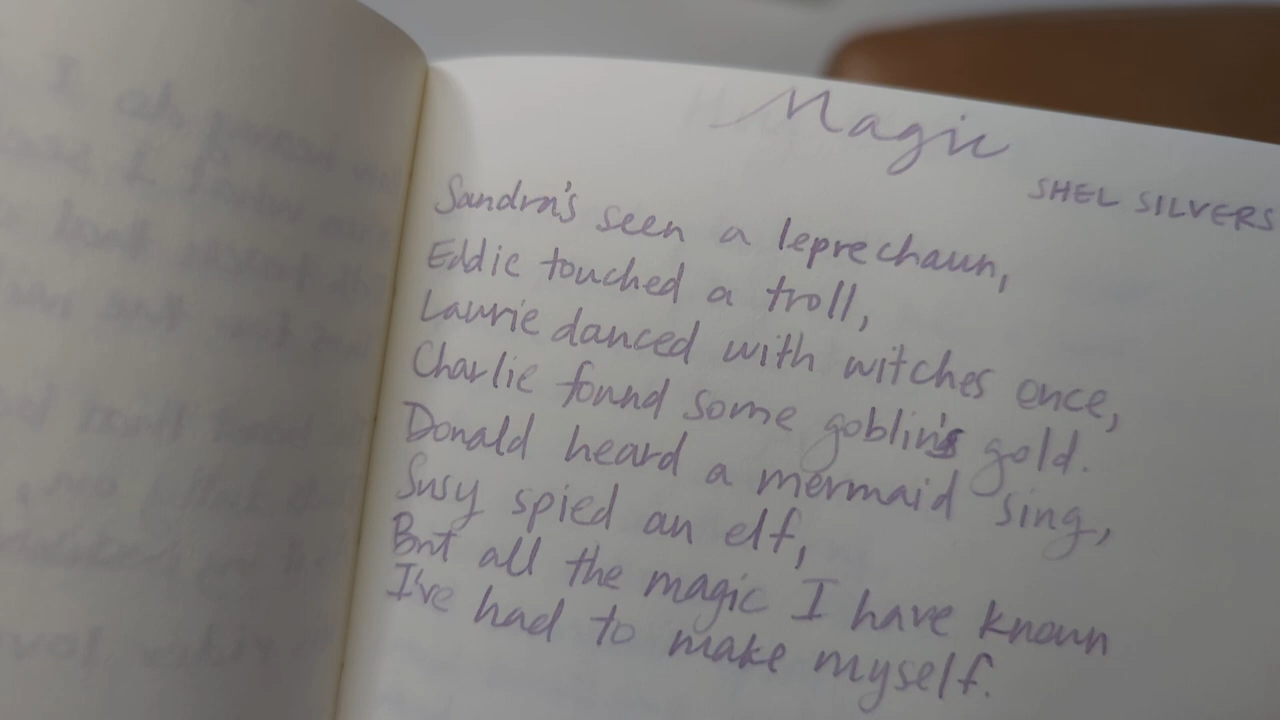 Magic
SHEL SILVERS
Sandra's seen a leprechaun,
Eddie touched a troll,
Laurie danced with witches once,
Charlie found some goblin's gold.
Donald heard a mermaid sing,
Susy spied an elf,
But all the magic I have known
I've had to make myself.